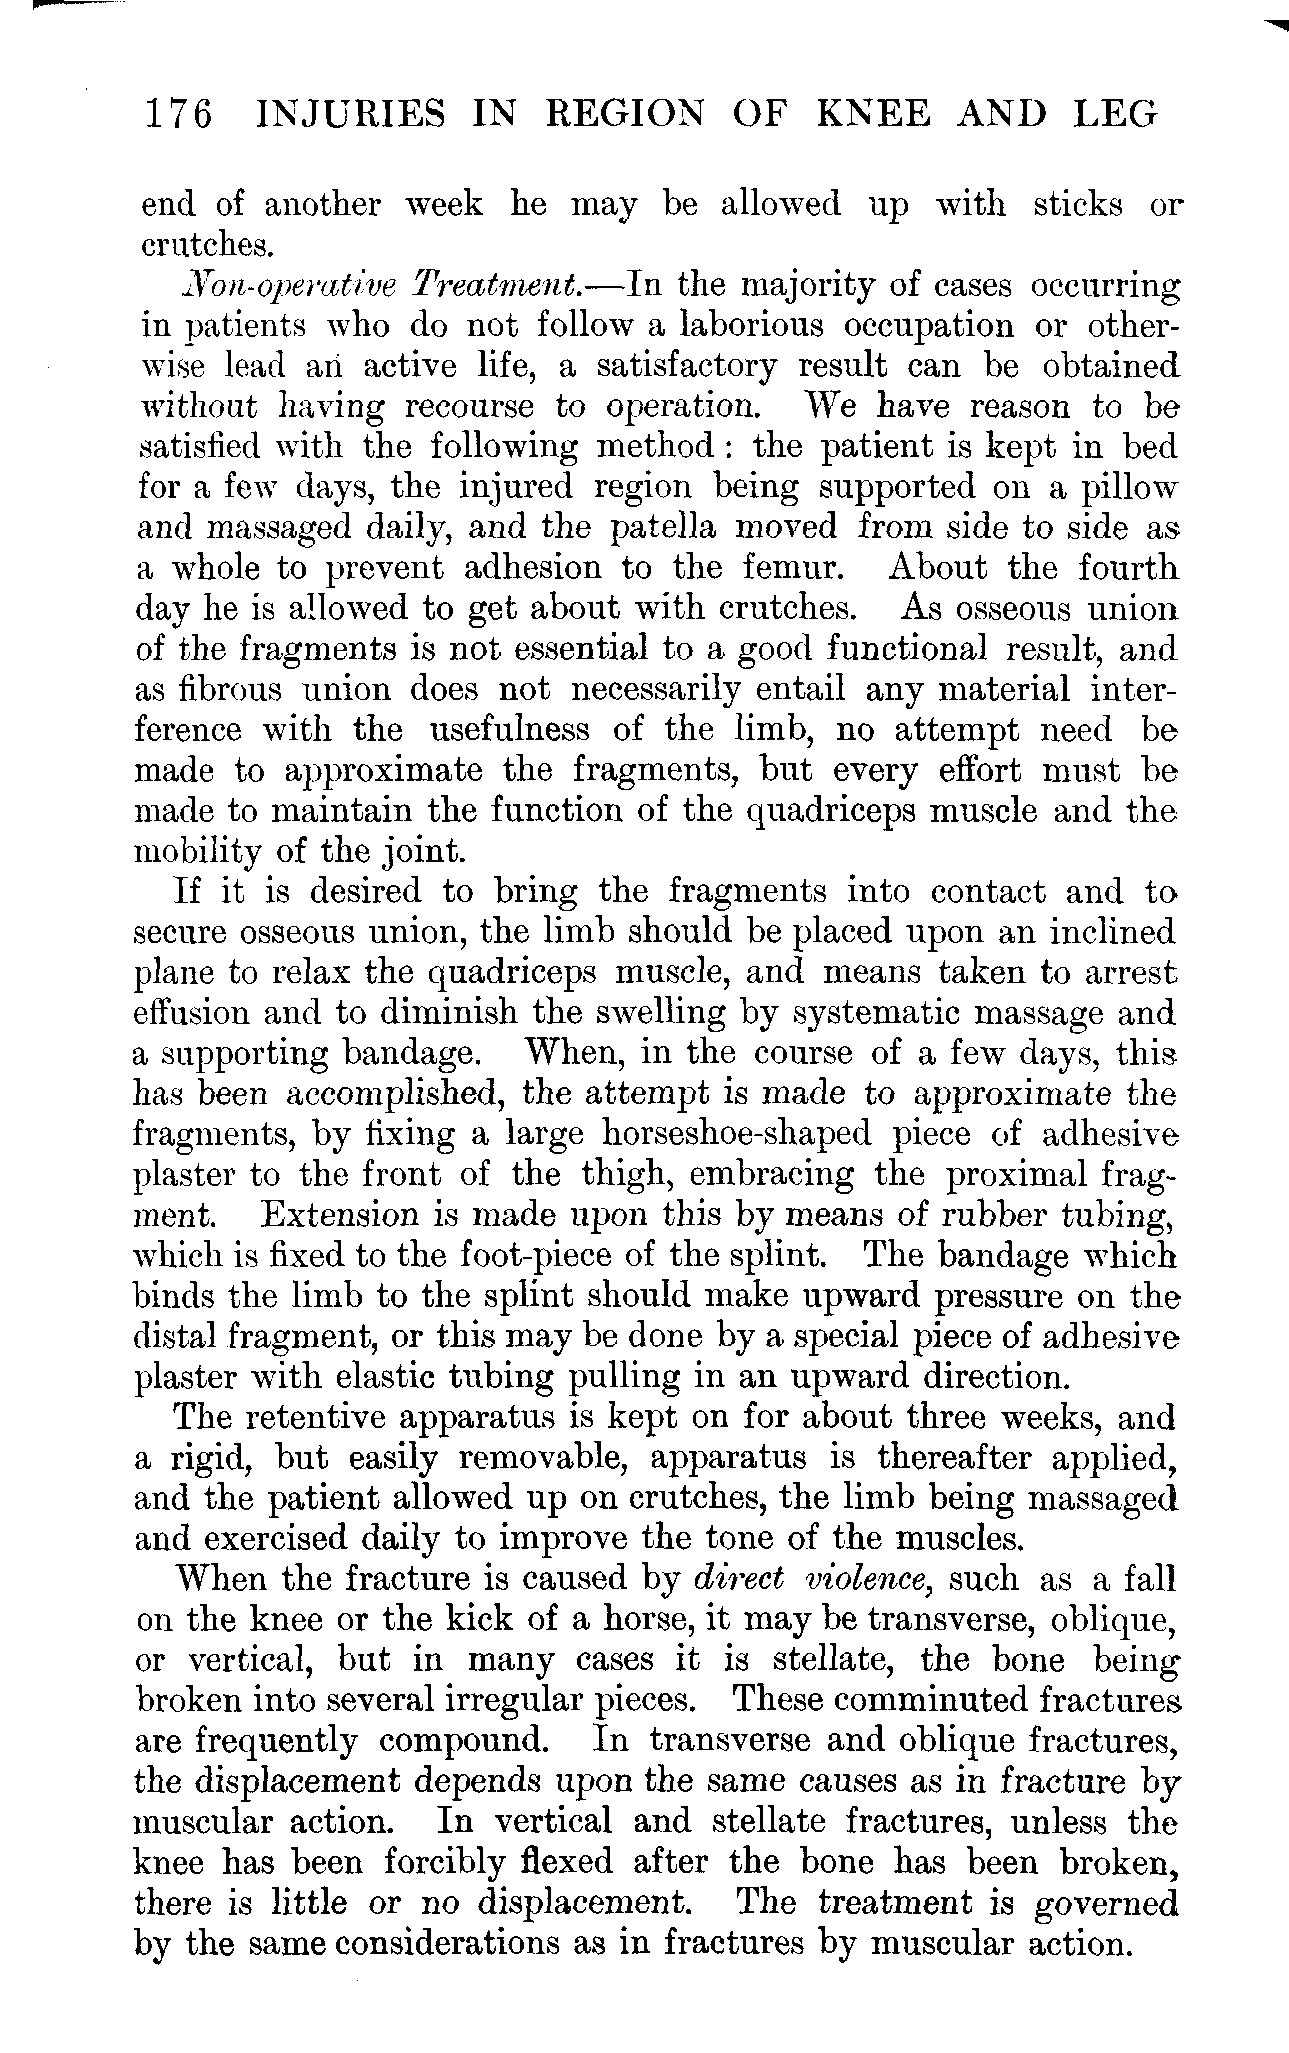 176 INJURIES IN REGION OF KNEE AND LEG
end of another week he may be allowed up with sticks or
crutches.
Non-operative Treatment.—In the majority of cases occurring
in patients who do not follow a laborious occupation or other-
wise lead an active life, a satisfactory result can be obtained
without having recourse to operation. We have reason to be
satisfied with the following method : the patient is kept in bed
for a few days, the injured region being supported on a pillow
and massaged daily, and the patella moved from side to side as
a whole to prevent adhesion to the femur. About the fourth
day he is allowed to get about with crutches. As osseous union
of the fragments is not essential to a good functional result, and
as fibrous union does not necessarily entail any material inter-
ference with the usefulness of the limb, no attempt need be
made to approximate the fragments, but every effort must be
made to maintain the function of the quadriceps muscle and the
mobility of the joint.
If it is desired to bring the fragments into contact and to
secure osseous union, the limb should be placed upon an inclined
plane to relax the quadriceps muscle, and means taken to arrest
effusion and to diminish the swelling by systematic massage and
a supporting bandage. When, in the course of a few days, this
has been accomplished, the attempt is made to approximate the
fragments, by fixing a large horseshoe-shaped piece of adhesive
plaster to the front of the thigh, embracing the proximal frag-
ment. Extension is made upon this by means of rubber tubing,
which is fixed to the foot-piece of the splint. The bandage which
binds the limb to the splint should make upward pressure on the
distal fragment, or this may be done by a special piece of adhesive
plaster with elastic tubing pulling in an upward direction.
The retentive apparatus is kept on for about three weeks, and
a rigid, but easily removable, apparatus is thereafter applied,
and the patient allowed up on crutches, the limb being massaged
and exercised daily to improve the tone of the muscles.
When the fracture is caused by direct violence, such as a fall
on the knee or the kick of a horse, it may be transverse, oblique,
or vertical, but in many cases it is stellate, the bone being
broken into several irregular pieces. These comminuted fractures
are frequently compound. In transverse and oblique fractures,
the displacement depends upon the same causes as in fracture by
muscular action. In vertical and stellate fractures, unless the
knee has been forcibly flexed after the bone has been broken,
there is little or no displacement. The treatment is governed
by the same considerations as in fractures by muscular action.